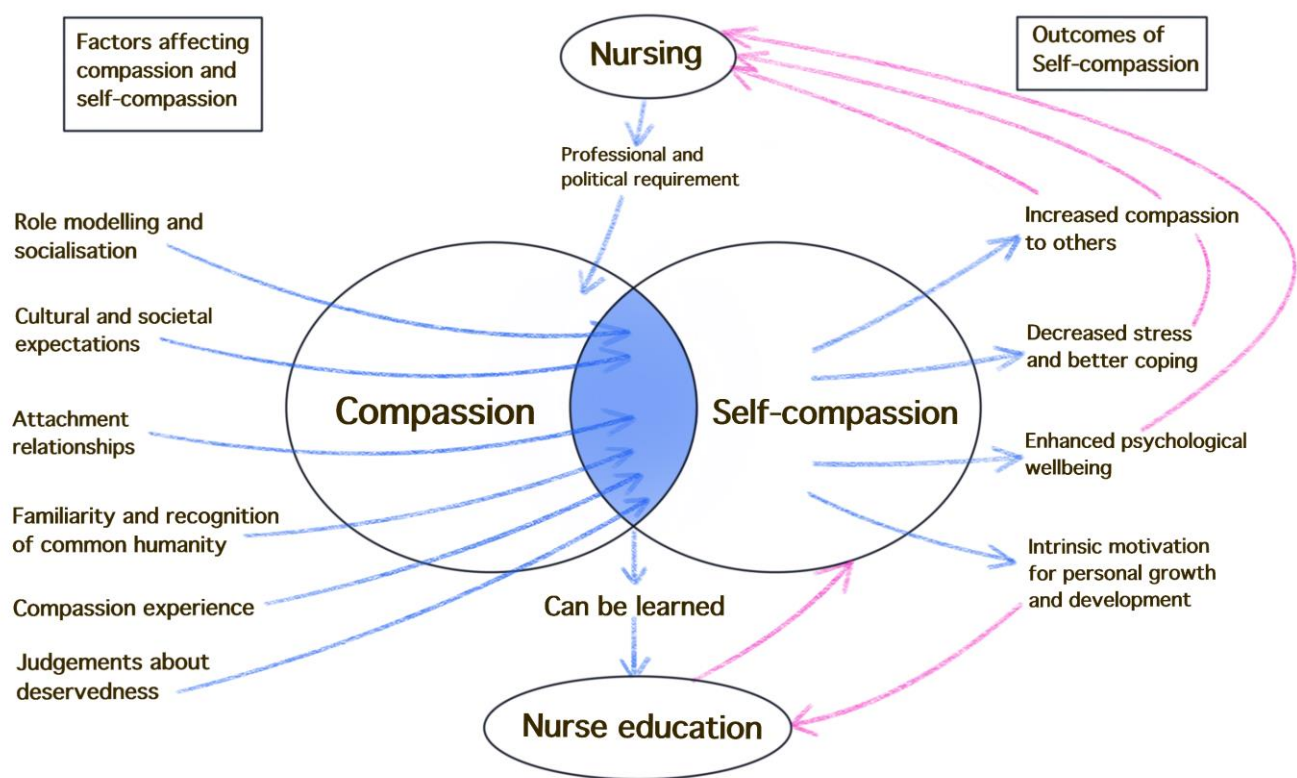 Factors affecting
compassion and
self-compassion
Nursing
Outcomes of
Self-compassion
Professional and
political requirement
Role modelling and
socialisation
Cultural and societal
expectations
Attachment
relationships
Familiarity and recognition
of common humanity
Compassion experience
Judgements about
deservedness
Compassion
Self-compassion
Increased compassion
to others
Decreased stress
and better coping
Enhanced psychological
wellbeing
Intrinsic motivation
for personal growth
and development
Can be learned
Nurse education